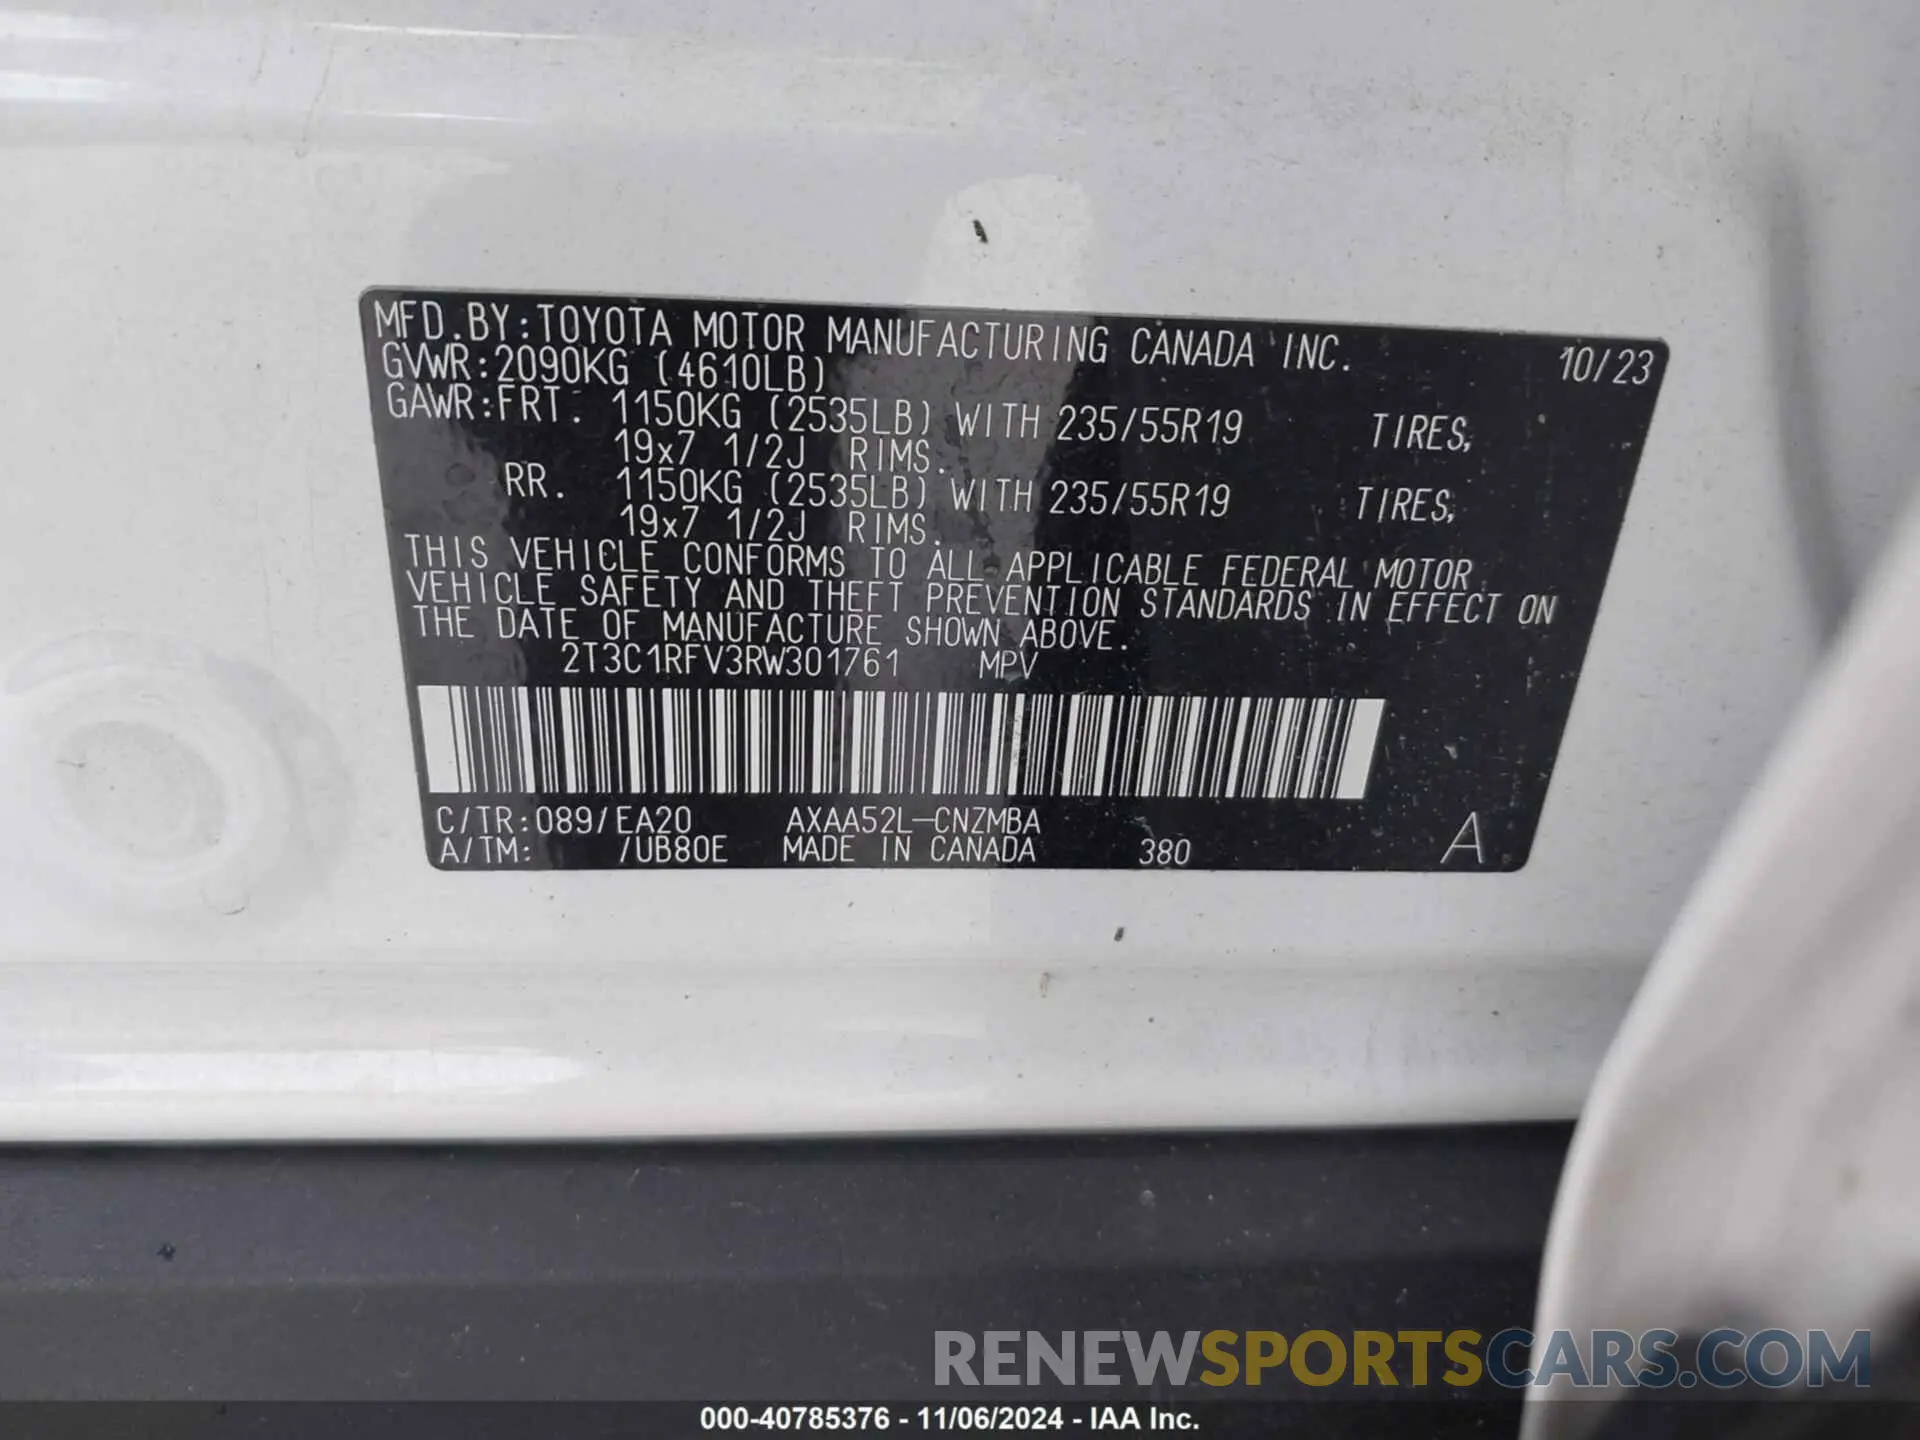 MFD.BY:TOYOTA MOTOR MANUFACTURING CANADA INC. 10/23
GVWR:2090KG (4610LB)
GAWR:FRT. 1150KG (2535LB) WITH 235/55R19 TIRES,
19x7 1/2J RIMS.
RR. 1150KG (2535LB) WITH 235/55R19 TIRES,
19x7 1/2J RIMS.
THIS VEHICLE CONFORMS TO ALL APPLICABLE FEDERAL MOTOR
VEHICLE SAFETY AND THEFT PREVENTION STANDARDS IN EFFECT ON
THE DATE OF MANUFACTURE SHOWN ABOVE.
2T3C1RFV3RW301761 MPV
C/TR:089/EA20 AXAA52L-CNZMBA
A/TM: /UB80E MADE IN CANADA 380 A
RENEWSPORTSCARS.COM
000-40785376 - 11/06/2024 - IAA Inc.